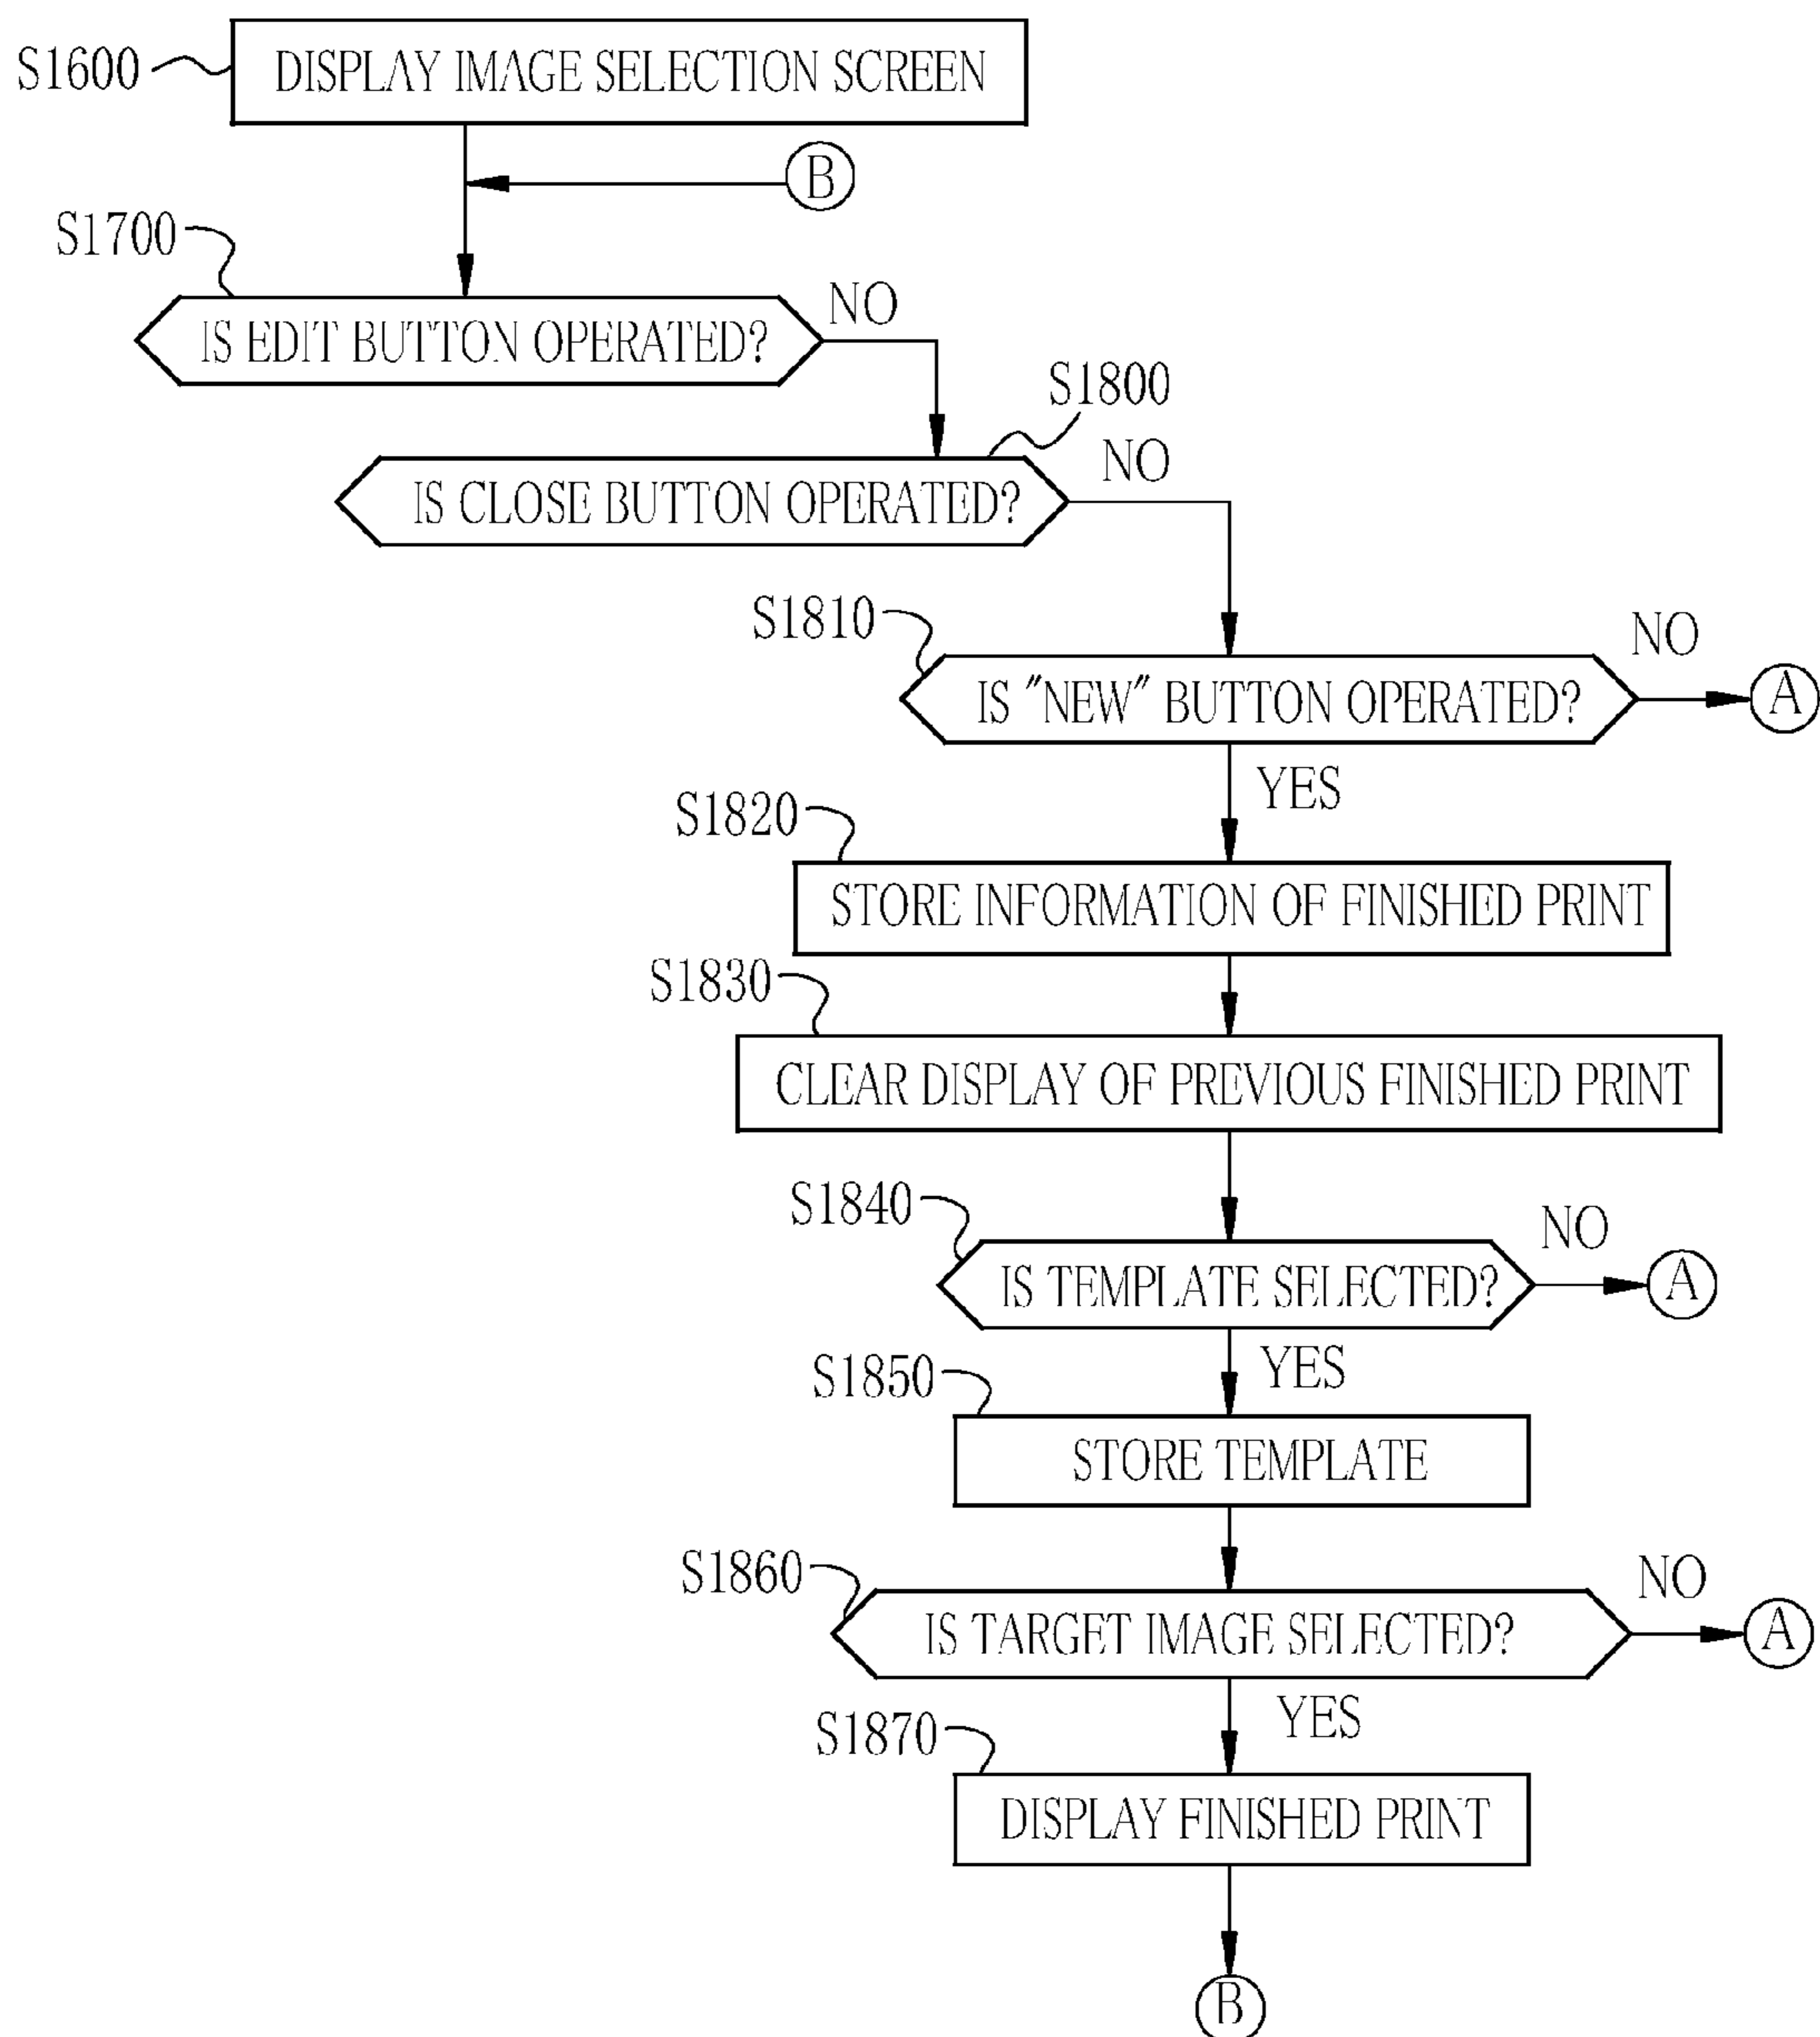 S1600
DISPLAY IMAGE SELECTION SCREEN
B
S1700
IS EDIT BUTTON OPERATED?
NO
S1800
IS CLOSE BUTTON OPERATED?
NO
S1810
IS "NEW" BUTTON OPERATED?
NO
A
YES
S1820
STORE INFORMATION OF FINISHED PRINT
S1830
CLEAR DISPLAY OF PREVIOUS FINISHED PRINT
S1840
IS TEMPLATE SELECTED?
NO
A
YES
S1850
STORE TEMPLATE
S1860
IS TARGET IMAGE SELECTED?
NO
A
YES
S1870
DISPLAY FINISHED PRINT
B